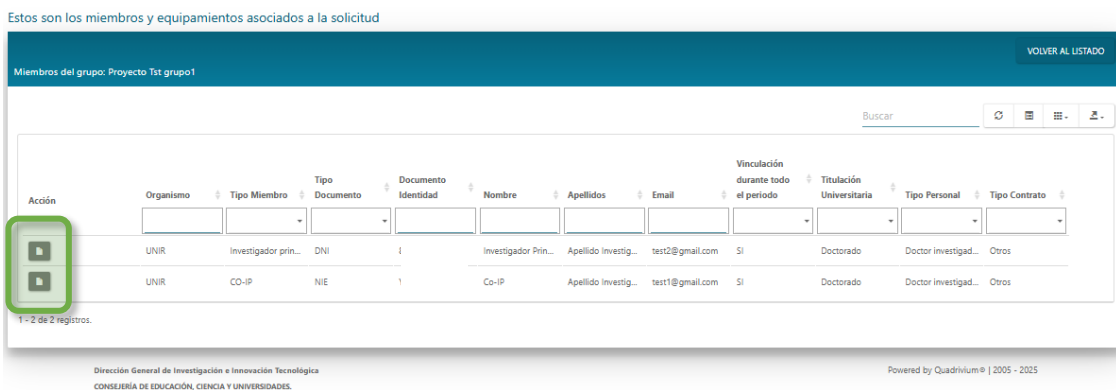 Estos son los miembros y equipamientos asociados a la solicitud
VOLVER AL LISTADO
Miembros del grupo: Proyecto Tst grupo1
Buscar
Acción Organismo Tipo Miembro Tipo Documento Documento Identidad Nombre Apellidos Email Vinculación durante todo el periodo Titulación Universitaria Tipo Personal Tipo Contrato
UNIR Investigador prin... DNI Investigador Prin... Apellido Investig... test2@gmail.com SI Doctorado Doctor investigad... Otros
UNIR CO-IP NIE Co-IP Apellido Investig... test1@gmail.com SI Doctorado Doctor investigad... Otros
1 - 2 de 2 registros.
Dirección General de Investigación e Innovación Tecnológica
CONSEJERÍA DE EDUCACIÓN, CIENCIA Y UNIVERSIDADES.
Powered by Quadrivium® | 2005 - 2025